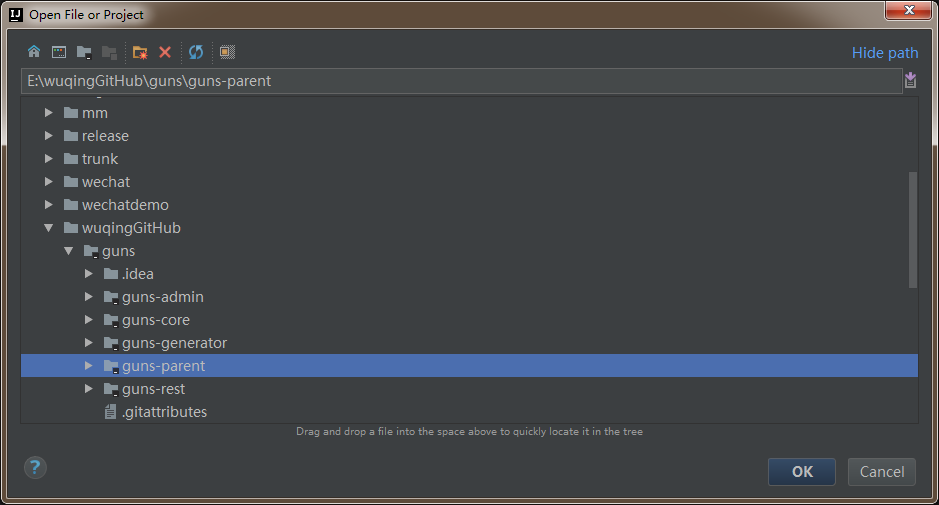 IJ Open File or Project
Hide path
E:\wuqingGitHub\guns\guns-parent
mm
release
trunk
wechat
wechatdemo
wuqingGitHub
guns
.idea
guns-admin
guns-core
guns-generator
guns-parent
guns-rest
.gitattributes
Drag and drop a file into the space above to quickly locate it in the tree
?
OK
Cancel